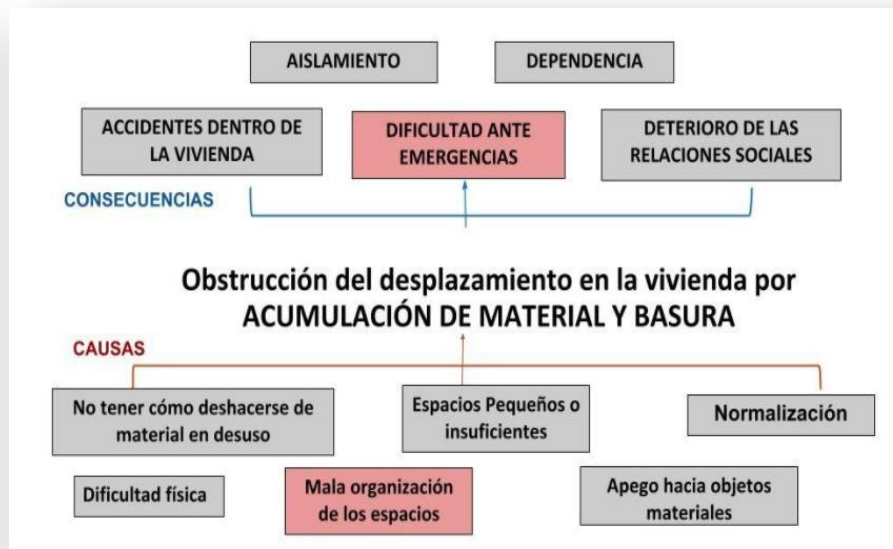 AISLAMIENTO
DEPENDENCIA
ACCIDENTES DENTRO DE
LA VIVIENDA
DIFICULTAD ANTE
EMERGENCIAS
DETERIORO DE LAS
RELACIONES SOCIALES
CONSECUENCIAS
Obstrucción del desplazamiento en la vivienda por
ACUMULACIÓN DE MATERIAL Y BASURA
CAUSAS
No tener cómo deshacerse de
material en desuso
Espacios Pequeños o
insuficientes
Normalización
Dificultad física
Mala organización
de los espacios
Apego hacia objetos
materiales